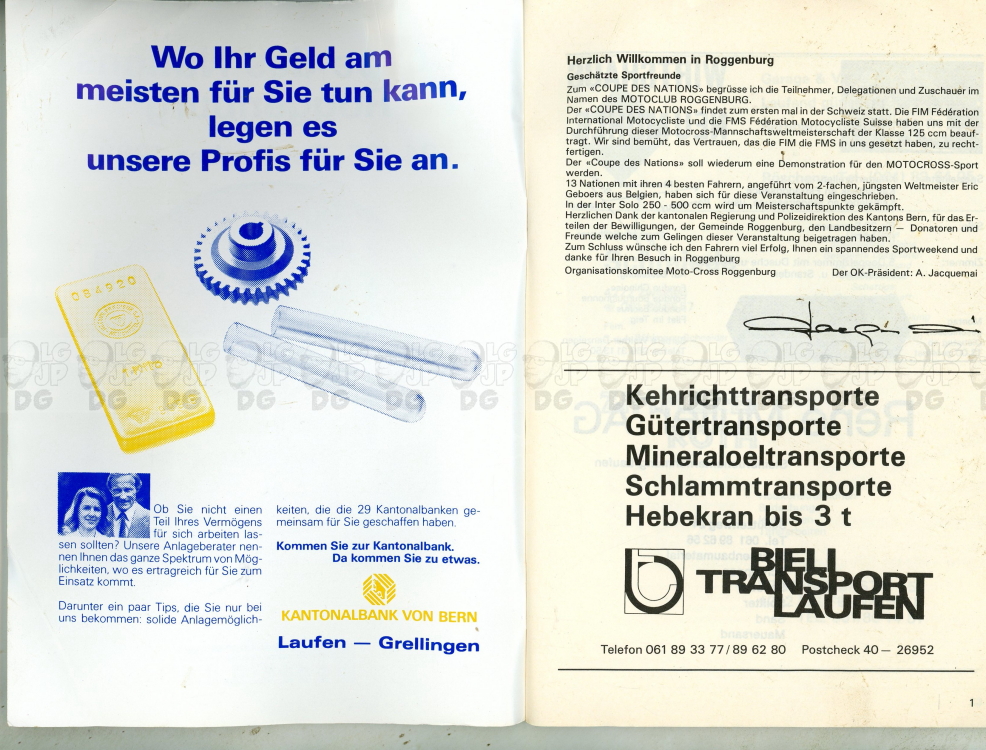 Wo Ihr Geld am
meisten für Sie tun kann,
legen es
unsere Profis für Sie an.
084920
Ob Sie nicht einen
Teil Ihres Vermögens
für sich arbeiten las-
sen sollten? Unsere Anlageberater nen-
nen Ihnen das ganze Spektrum von Mög-
lichkeiten, wo es ertragreich für Sie zum
Einsatz kommt.
Darunter ein paar Tips, die Sie nur bei
uns bekommen: solide Anlagemöglich-
keiten, die die 29 Kantonalbanken ge-
meinsam für Sie geschaffen haben.
Kommen Sie zur Kantonalbank.
Da kommen Sie zu etwas.
KANTONALBANK VON BERN
Laufen — Grellingen
Herzlich Willkommen in Roggenburg
Geschätzte Sportfreunde
Zum «COUPE DES NATIONS» begrüsse ich die Teilnehmer, Delegationen und Zuschauer im
Namen des MOTOCLUB ROGGENBURG.
Der «COUPE DES NATIONS» findet zum ersten mal in der Schweiz statt. Die FIM Fédération
International Motocycliste und die FMS Fédération Motocycliste Suisse haben uns mit der
Durchführung dieser Motocross-Mannschaftsweltmeisterschaft der Klasse 125 ccm beauf-
tragt. Wir sind bemüht, das Vertrauen, das die FIM die FMS in uns gesetzt haben, zu recht-
fertigen.
Der «Coupe des Nations» soll wiederum eine Demonstration für den MOTOCROSS-Sport
werden.
13 Nationen mit ihren 4 besten Fahrern, angeführt vom 2-fachen, jüngsten Weltmeister Eric
Geboers aus Belgien, haben sich für diese Veranstaltung eingeschrieben.
In der Inter Solo 250 - 500 ccm wird um Meisterschaftspunkte gekämpft.
Herzlichen Dank der kantonalen Regierung und Polizeidirektion des Kantons Bern, für das Er-
teilen der Bewilligungen, der Gemeinde Roggenburg, den Landbesitzern — Donatoren und
Freunde welche zum Gelingen dieser Veranstaltung beigetragen haben.
Zum Schluss wünsche ich den Fahrern viel Erfolg, Ihnen ein spannendes Sportweekend und
danke für Ihren Besuch in Roggenburg
Organisationskomitee Moto-Cross Roggenburg Der OK-Präsident: A. Jacquemai
LG JP DG
Kehrichttransporte
Gütertransporte
Mineraloeltransporte
Schlammtransporte
Hebekran bis 3 t
BIELI
TRANSPORT
LAUFEN
Telefon 061 89 33 77/89 62 80 Postcheck 40 — 26952
1